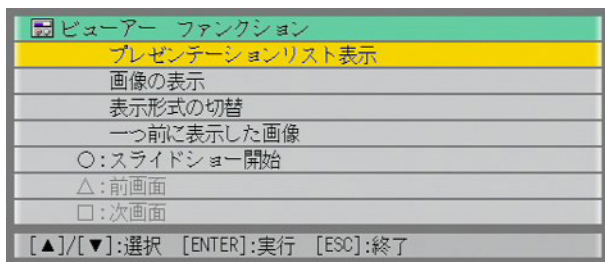 ビューアー ファンクション
プレゼンテーションリスト表示
画像の表示
表示形式の切替
一つ前に表示した画像
○:スライドショー開始
△:前画面
□:次画面
[▲]/[▼]:選択 [ENTER]:実行 [ESC]:終了